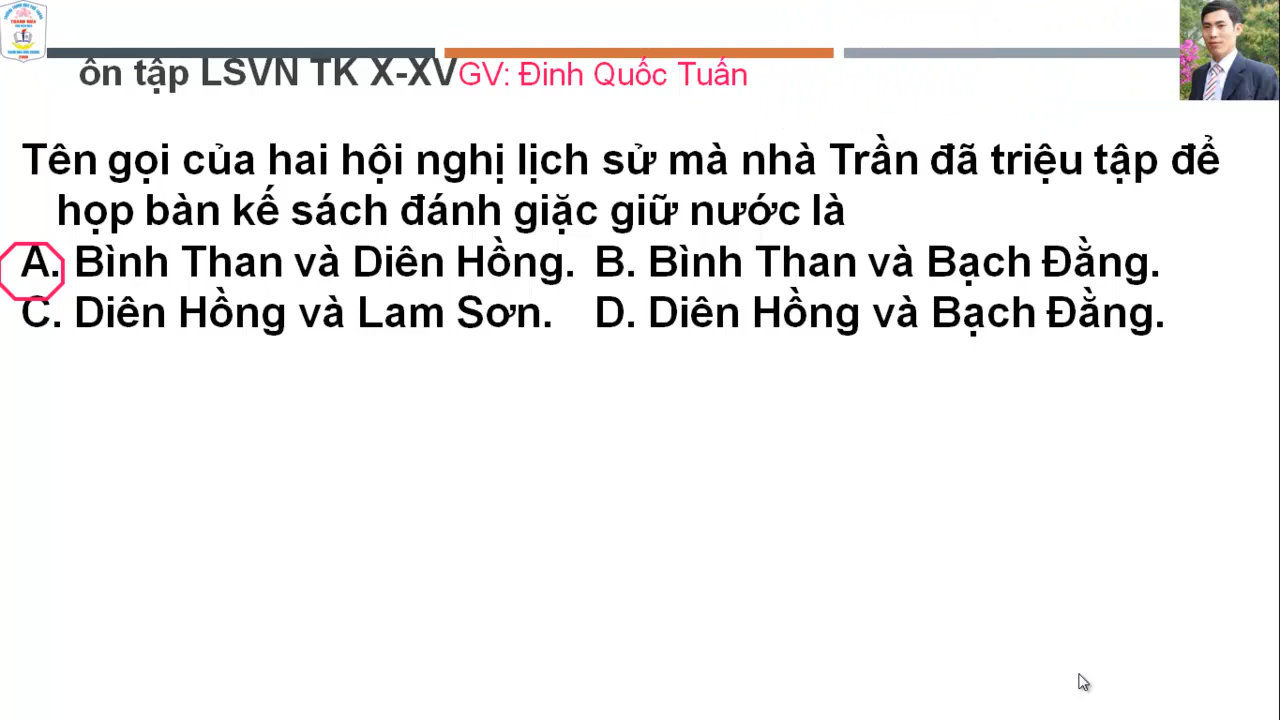 ôn tập LSVN TK X-XV GV: Đinh Quốc Tuấn
Tên gọi của hai hội nghị lịch sử mà nhà Trần đã triệu tập để
họp bàn kế sách đánh giặc giữ nước là
A. Bình Than và Diên Hồng. B. Bình Than và Bạch Đằng.
C. Diên Hồng và Lam Sơn. D. Diên Hồng và Bạch Đằng.